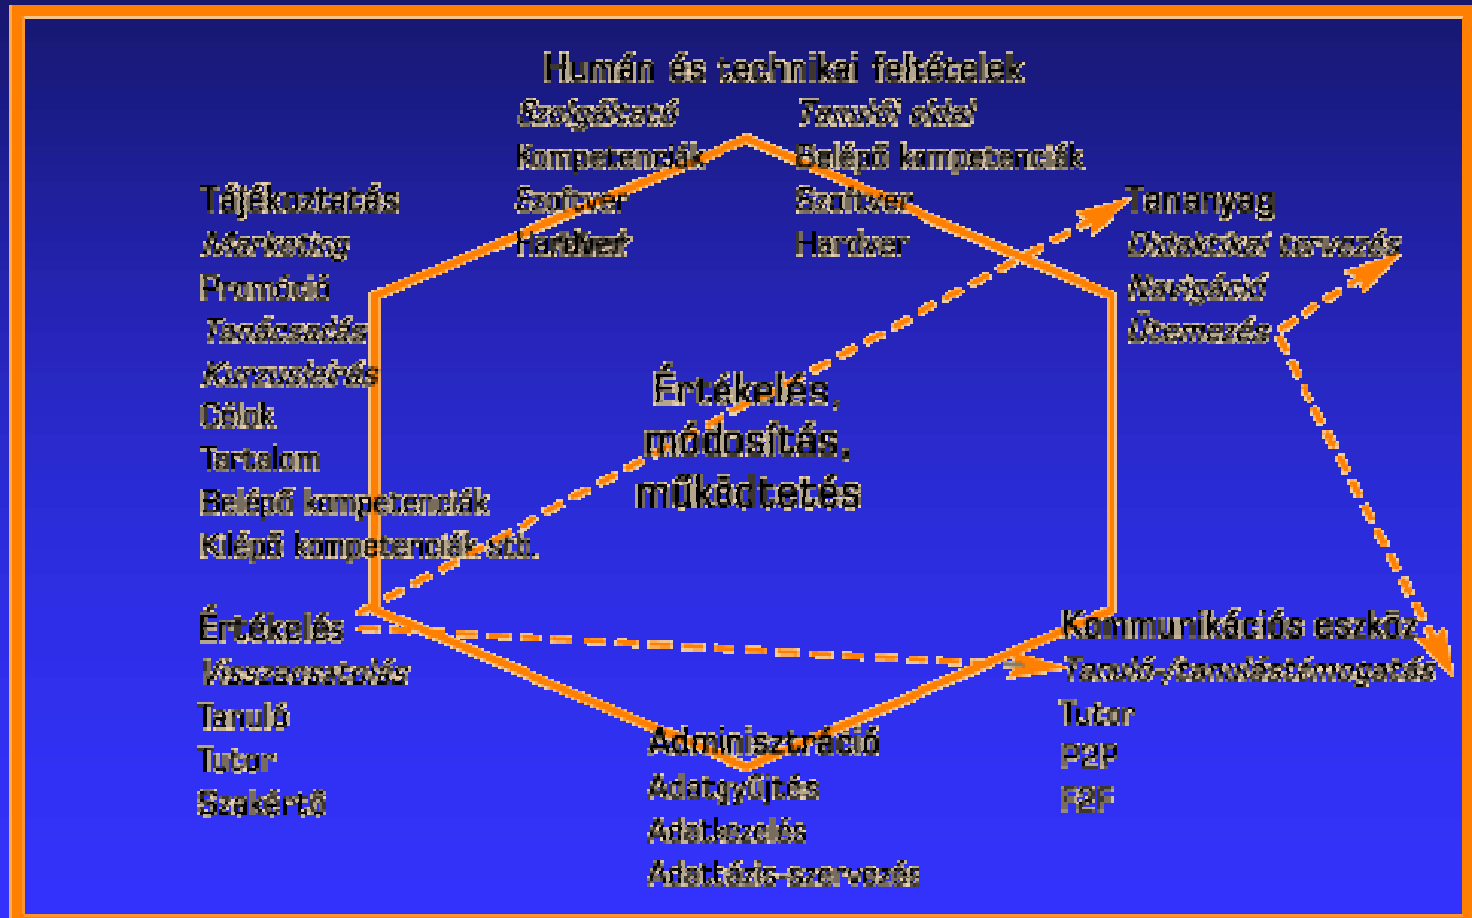 Humán és technikai feltételek
Szolgáltató
Kompetenciák
Szoftver
Hardver
Tanulói oldal
Belépő kompetenciák
Szoftver
Hardver
Tájékoztatás
Marketing
Promóció
Tanácsadás
Kurzusleírás
Célok
Tartalom
Belépő kompetenciák
Kilépő kompetenciák stb.
Tananyag
Didaktikai tervezés
Navigáció
Ütemezés
Értékelés,
módosítás,
működtetés
Értékelés
Visszacsatolás
Tanuló
Tutor
Szakértő
Adminisztráció
Adatgyűjtés
Adatkezelés
Adatbázis-szervezés
Kommunikációs eszköz
Tanuló-/tanulástámogatás
Tutor
P2P
F2F